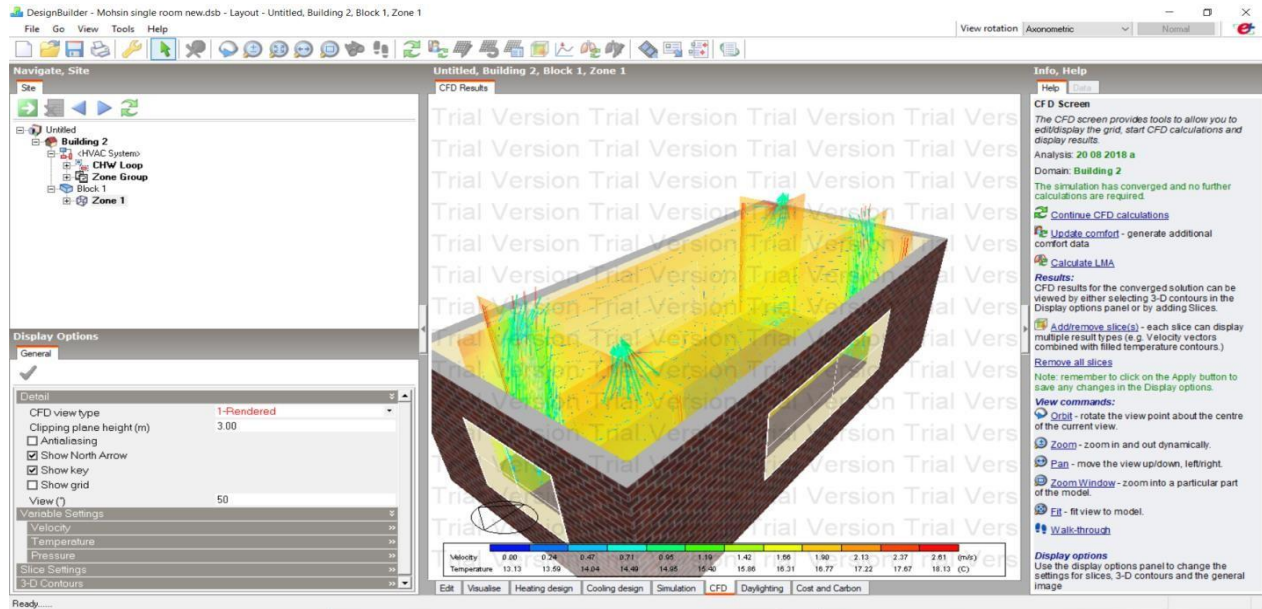 DesignBuilder - Mohsin single room new.dsb - Layout - Untitled, Building 2, Block 1, Zone 1
File Go View Tools Help
View rotation Axonometric Normal
Navigate, Site
Site
Untitled
Building 2
<HVAC System>
CHW Loop
Zone Group
Block 1
Zone 1
Display Options
General
Detail
CFD view type 1-Rendered
Clipping plane height (m) 3.00
Antialiasing
Show North Arrow
Show key
Show grid
View (°) 50
Variable Settings
Velocity
Temperature
Pressure
Slice Settings
3-D Contours
Untitled, Building 2, Block 1, Zone 1
CFD Results
Trial Version Trial Version Trial Version Trial Vers
Trial Version Trial Version Trial Version Trial Vers
Trial Version Trial Version Trial Version Trial Vers
Velocity 0.00 0.24 0.47 0.71 0.95 1.19 1.42 1.66 1.90 2.13 2.37 2.61 (m/s)
Temperature 13.13 13.59 14.04 14.49 14.95 15.40 15.86 16.31 16.77 17.22 17.67 18.13 (C)
Edit Visualise Heating design Cooling design Simulation CFD Daylighting Cost and Carbon
Info, Help
Help Data
CFD Screen
The CFD screen provides tools to allow you to
edit/display the grid, start CFD calculations and
display results.
Analysis: 20 08 2018 a
Domain: Building 2
The simulation has converged and no further
calculations are required.
Continue CFD calculations
Update comfort - generate additional
comfort data
Calculate LMA
Results:
CFD results for the converged solution can be
viewed by either selecting 3-D contours in the
Display options panel or by adding Slices.
Add/remove slice(s) - each slice can display
multiple result types (e.g. Velocity vectors
combined with filled temperature contours.)
Remove all slices
Note: remember to click on the Apply button to
save any changes in the Display options.
View commands:
Orbit - rotate the view point about the centre
of the current view.
Zoom - zoom in and out dynamically.
Pan - move the view up/down, left/right.
Zoom Window - zoom into a particular part
of the model.
Fit - fit view to model.
Walk-through
Display options
Use the display options panel to change the
settings for slices, 3-D contours and the general
image
Ready......